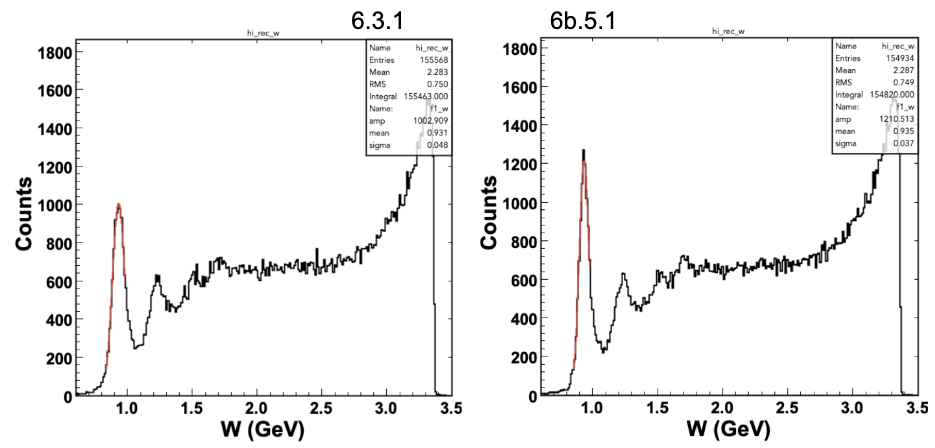 6.3.1
hi_rec_w
Name hi_rec_w
Entries 155568
Mean 2.283
RMS 0.750
Integral 155463.000
Name: f1_w
amp 1002.909
mean 0.931
sigma 0.048
1800
1600
1400
1200
1000
800
600
400
200
0
Counts
1.0 1.5 2.0 2.5 3.0 3.5
W (GeV)
6b.5.1
hi_rec_w
Name hi_rec_w
Entries 154934
Mean 2.287
RMS 0.749
Integral 154820.000
Name: f1_w
amp 1210.513
mean 0.935
sigma 0.037
1800
1600
1400
1200
1000
800
600
400
200
0
Counts
1.0 1.5 2.0 2.5 3.0 3.5
W (GeV)